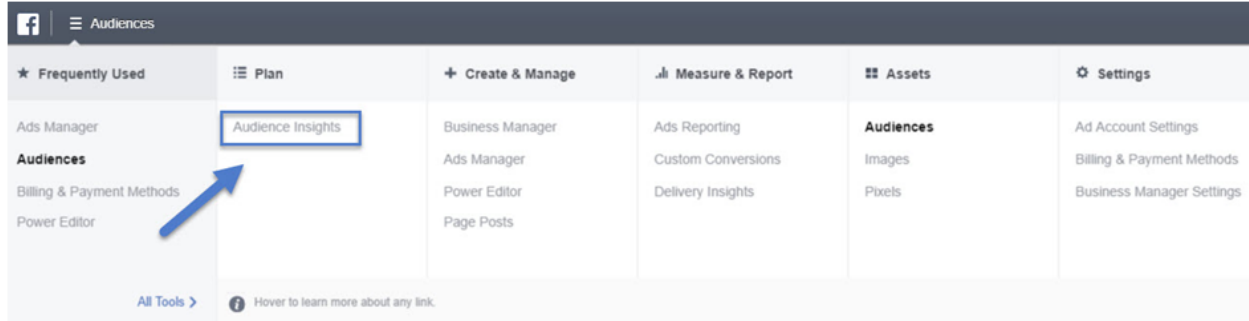 Audiences
Frequently Used
Ads Manager
Audiences
Billing & Payment Methods
Power Editor
All Tools
Plan
Audience Insights
Create & Manage
Business Manager
Ads Manager
Power Editor
Page Posts
Measure & Report
Ads Reporting
Custom Conversions
Delivery Insights
Assets
Audiences
Images
Pixels
Settings
Ad Account Settings
Billing & Payment Methods
Business Manager Settings
Hover to learn more about any link.